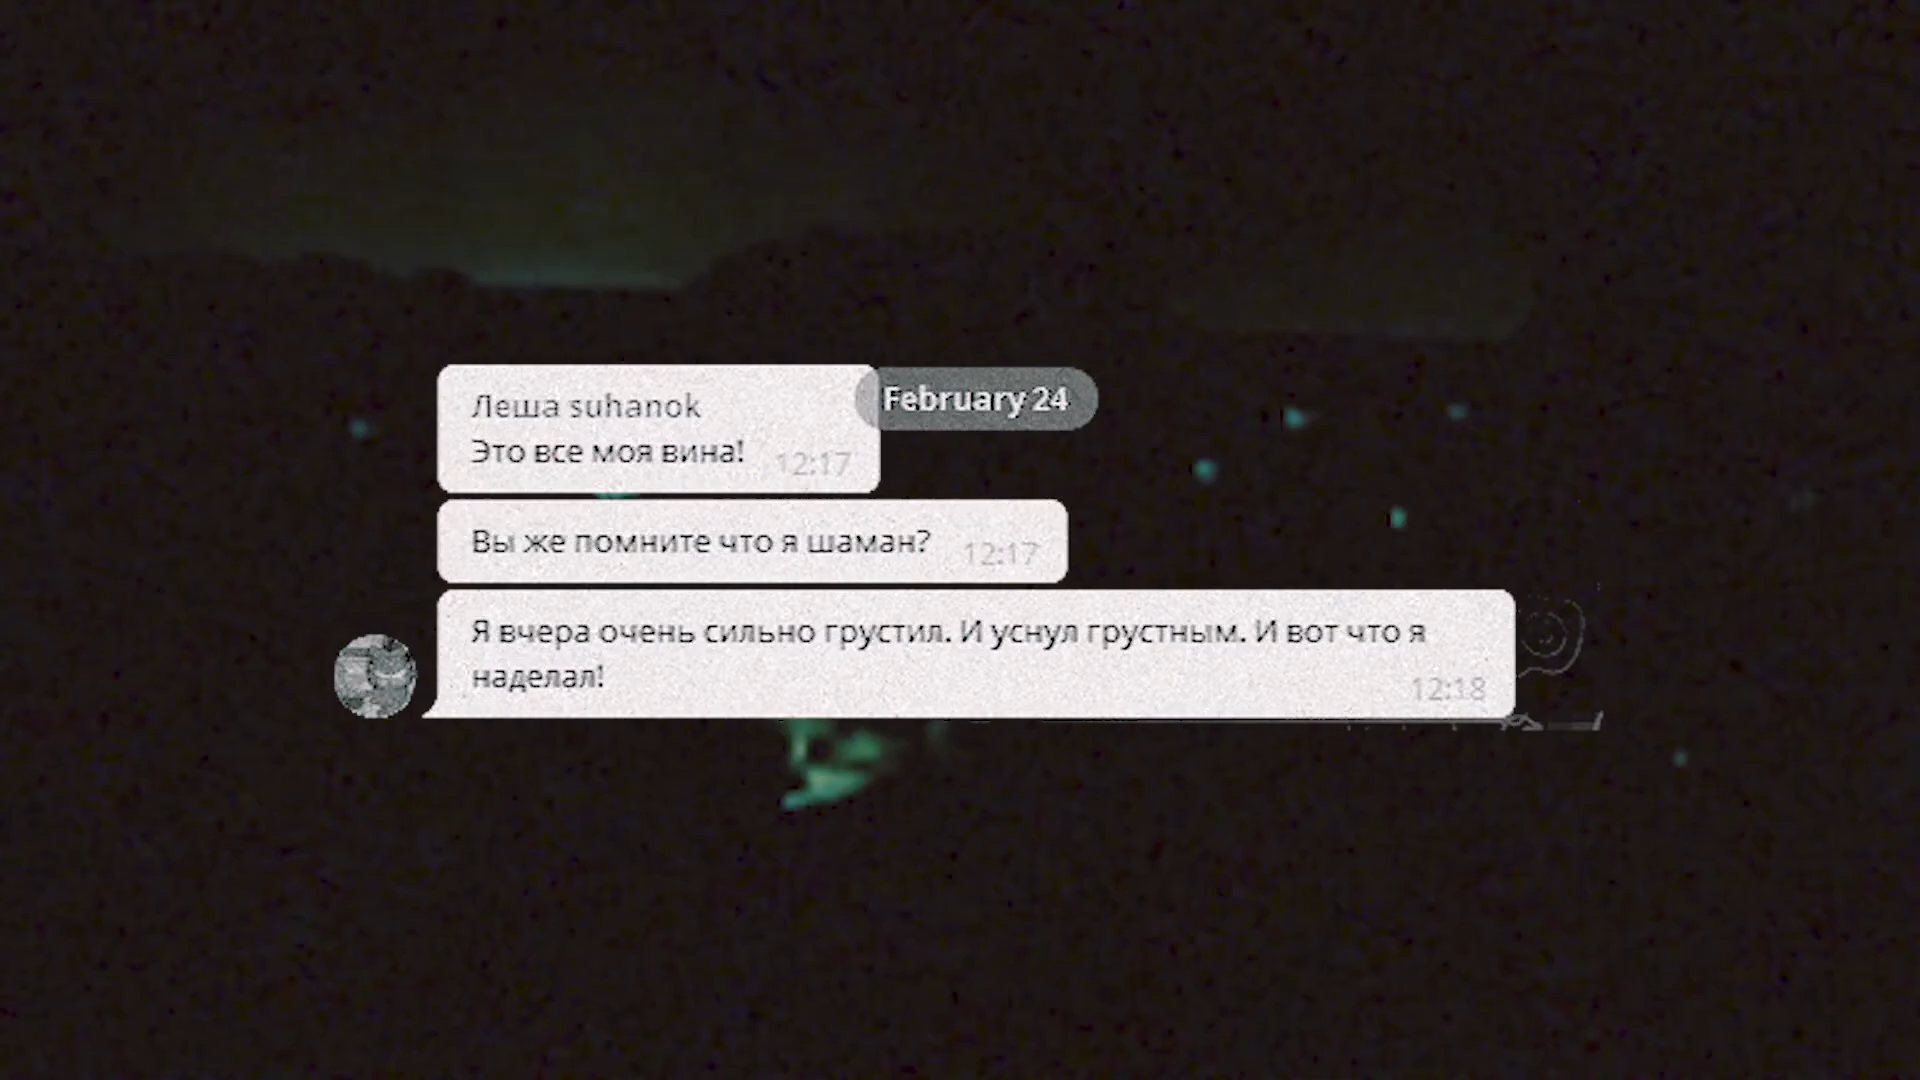 Леша suhanok
February 24
Это все моя вина!
12:17
Вы же помните что я шаман?
12:17
Я вчера очень сильно грустил. И уснул грустным. И вот что я
наделал!
12:18